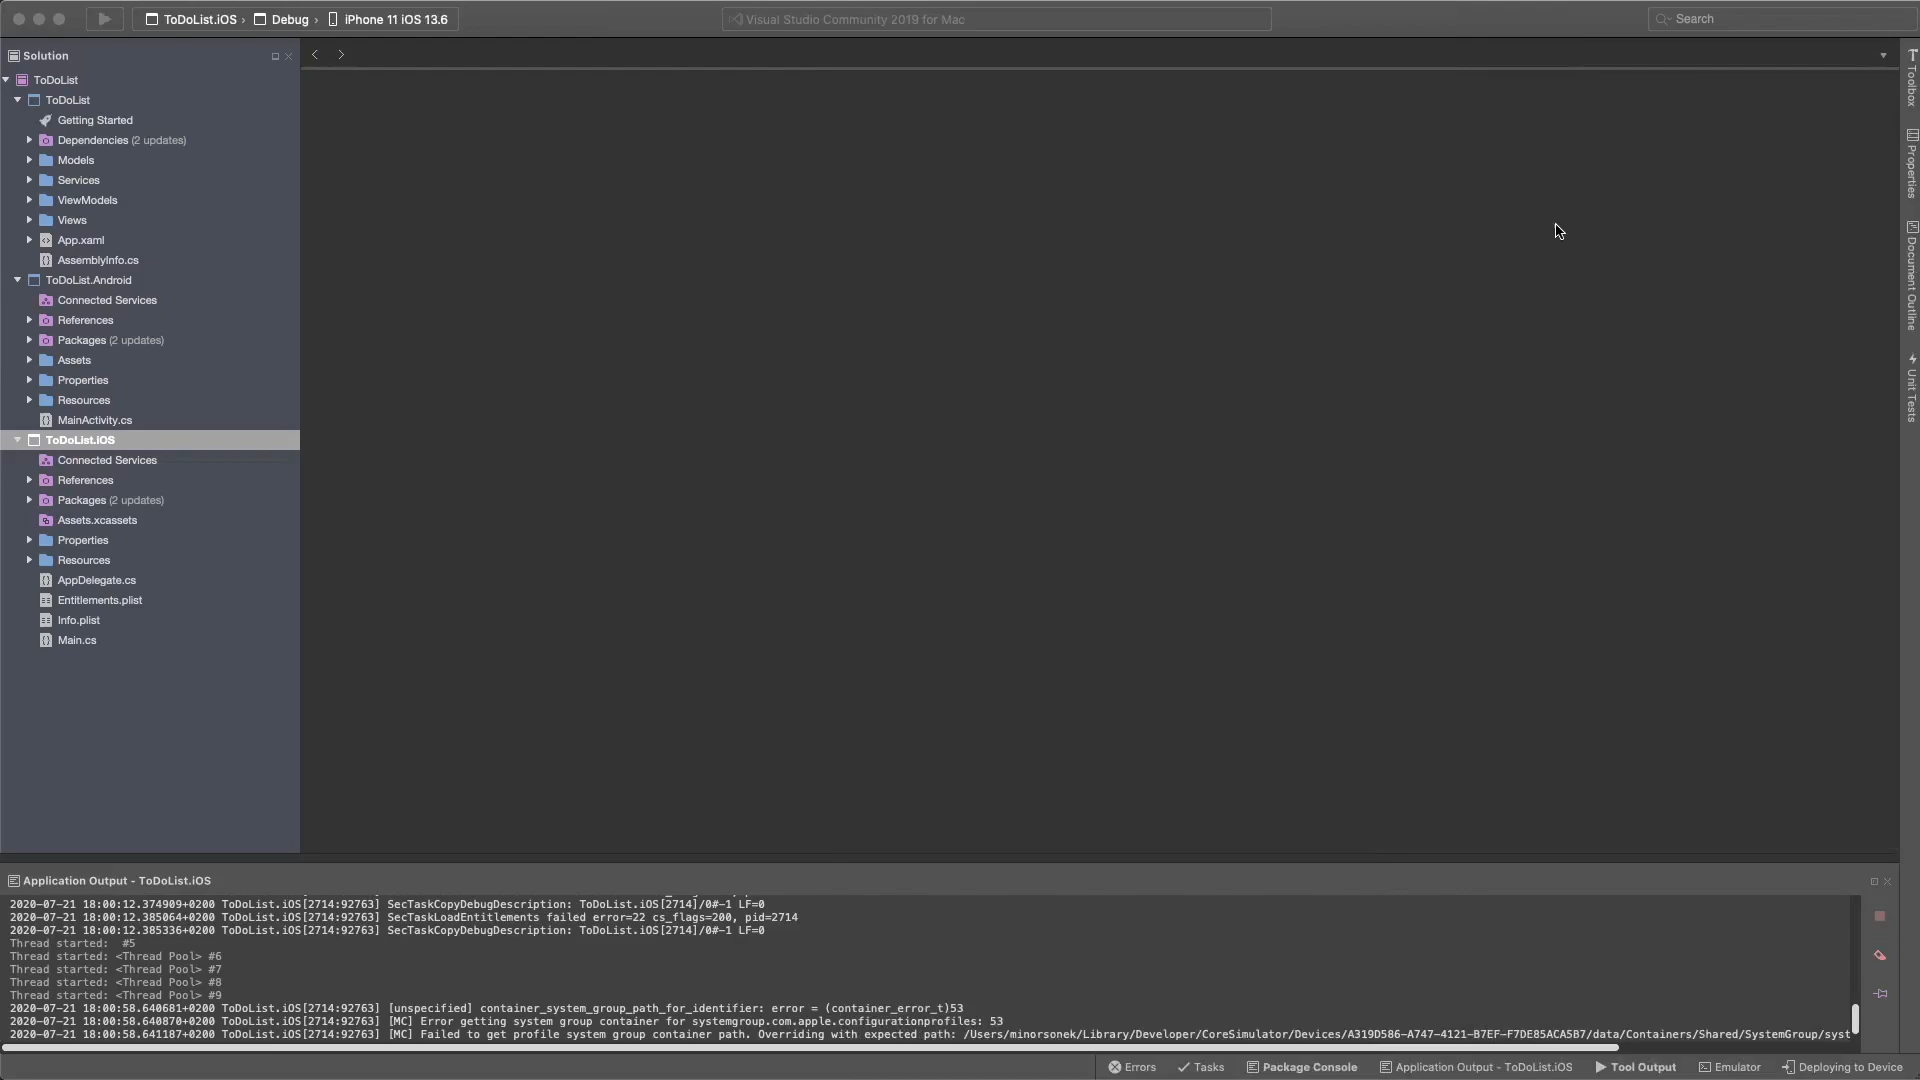 ToDoList.iOS › Debug › iPhone 11 iOS 13.6
Visual Studio Community 2019 for Mac
Search
Solution
ToDoList
ToDoList
Getting Started
Dependencies (2 updates)
Models
Services
ViewModels
Views
App.xaml
AssemblyInfo.cs
ToDoList.Android
Connected Services
References
Packages (2 updates)
Assets
Properties
Resources
MainActivity.cs
ToDoList.iOS
Connected Services
References
Packages (2 updates)
Assets.xcassets
Properties
Resources
AppDelegate.cs
Entitlements.plist
Info.plist
Main.cs
Toolbox
Properties
Document Outline
Unit Tests
Application Output - ToDoList.iOS
2020-07-21 18:00:12.374909+0200 ToDoList.iOS[2714:92763] SecTaskCopyDebugDescription: ToDoList.iOS[2714]/0#-1 LF=0
2020-07-21 18:00:12.385064+0200 ToDoList.iOS[2714:92763] SecTaskLoadEntitlements failed error=22 cs_flags=200, pid=2714
2020-07-21 18:00:12.385336+0200 ToDoList.iOS[2714:92763] SecTaskCopyDebugDescription: ToDoList.iOS[2714]/0#-1 LF=0
Thread started:  #5
Thread started: <Thread Pool> #6
Thread started: <Thread Pool> #7
Thread started: <Thread Pool> #8
Thread started: <Thread Pool> #9
2020-07-21 18:00:58.640681+0200 ToDoList.iOS[2714:92763] [unspecified] container_system_group_path_for_identifier: error = (container_error_t)53
2020-07-21 18:00:58.640870+0200 ToDoList.iOS[2714:92763] [MC] Error getting system group container for systemgroup.com.apple.configurationprofiles: 53
2020-07-21 18:00:58.641187+0200 ToDoList.iOS[2714:92763] [MC] Failed to get profile system group container path. Overriding with expected path: /Users/minorsonek/Library/Developer/CoreSimulator/Devices/A319D586-A747-4121-B7EF-F7DE85ACA5B7/data/Containers/Shared/SystemGroup/syst
Errors Tasks Package Console Application Output - ToDoList.iOS Tool Output Emulator Deploying to Device